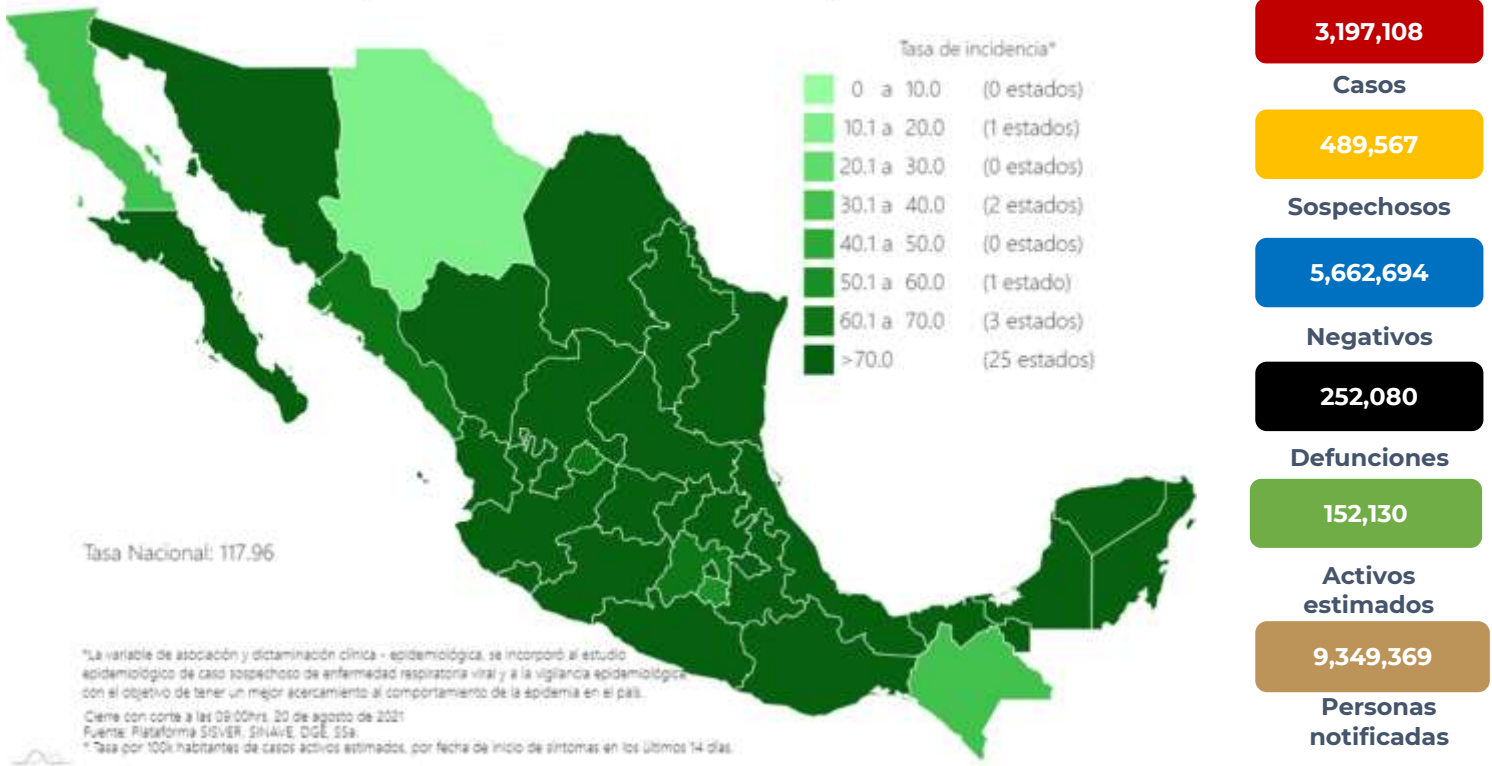 Tasa de incidencia*
0 a 10.0 (0 estados)
10.1 a 20.0 (1 estados)
20.1 a 30.0 (0 estados)
30.1 a 40.0 (2 estados)
40.1 a 50.0 (0 estados)
50.1 a 60.0 (1 estado)
60.1 a 70.0 (3 estados)
>70.0 (25 estados)
Tasa Nacional: 117.96
*La variable de asociación y dictaminación clínica - epidemiológica, se incorporó al estudio
epidemiológico de caso sospechoso de enfermedad respiratoria viral y a la vigilancia epidemiológica,
con el objetivo de tener un mejor acercamiento al comportamiento de la epidemia en el país.
Cierre con corte a las 09:00hrs, 20 de agosto de 2021
Fuente: Plataforma SISVER, SINAVE, DGE, SSa.
* Tasa por 100k habitantes de casos activos estimados, por fecha de inicio de síntomas en los últimos 14 días.
3,197,108
Casos
489,567
Sospechosos
5,662,694
Negativos
252,080
Defunciones
152,130
Activos
estimados
9,349,369
Personas
notificadas